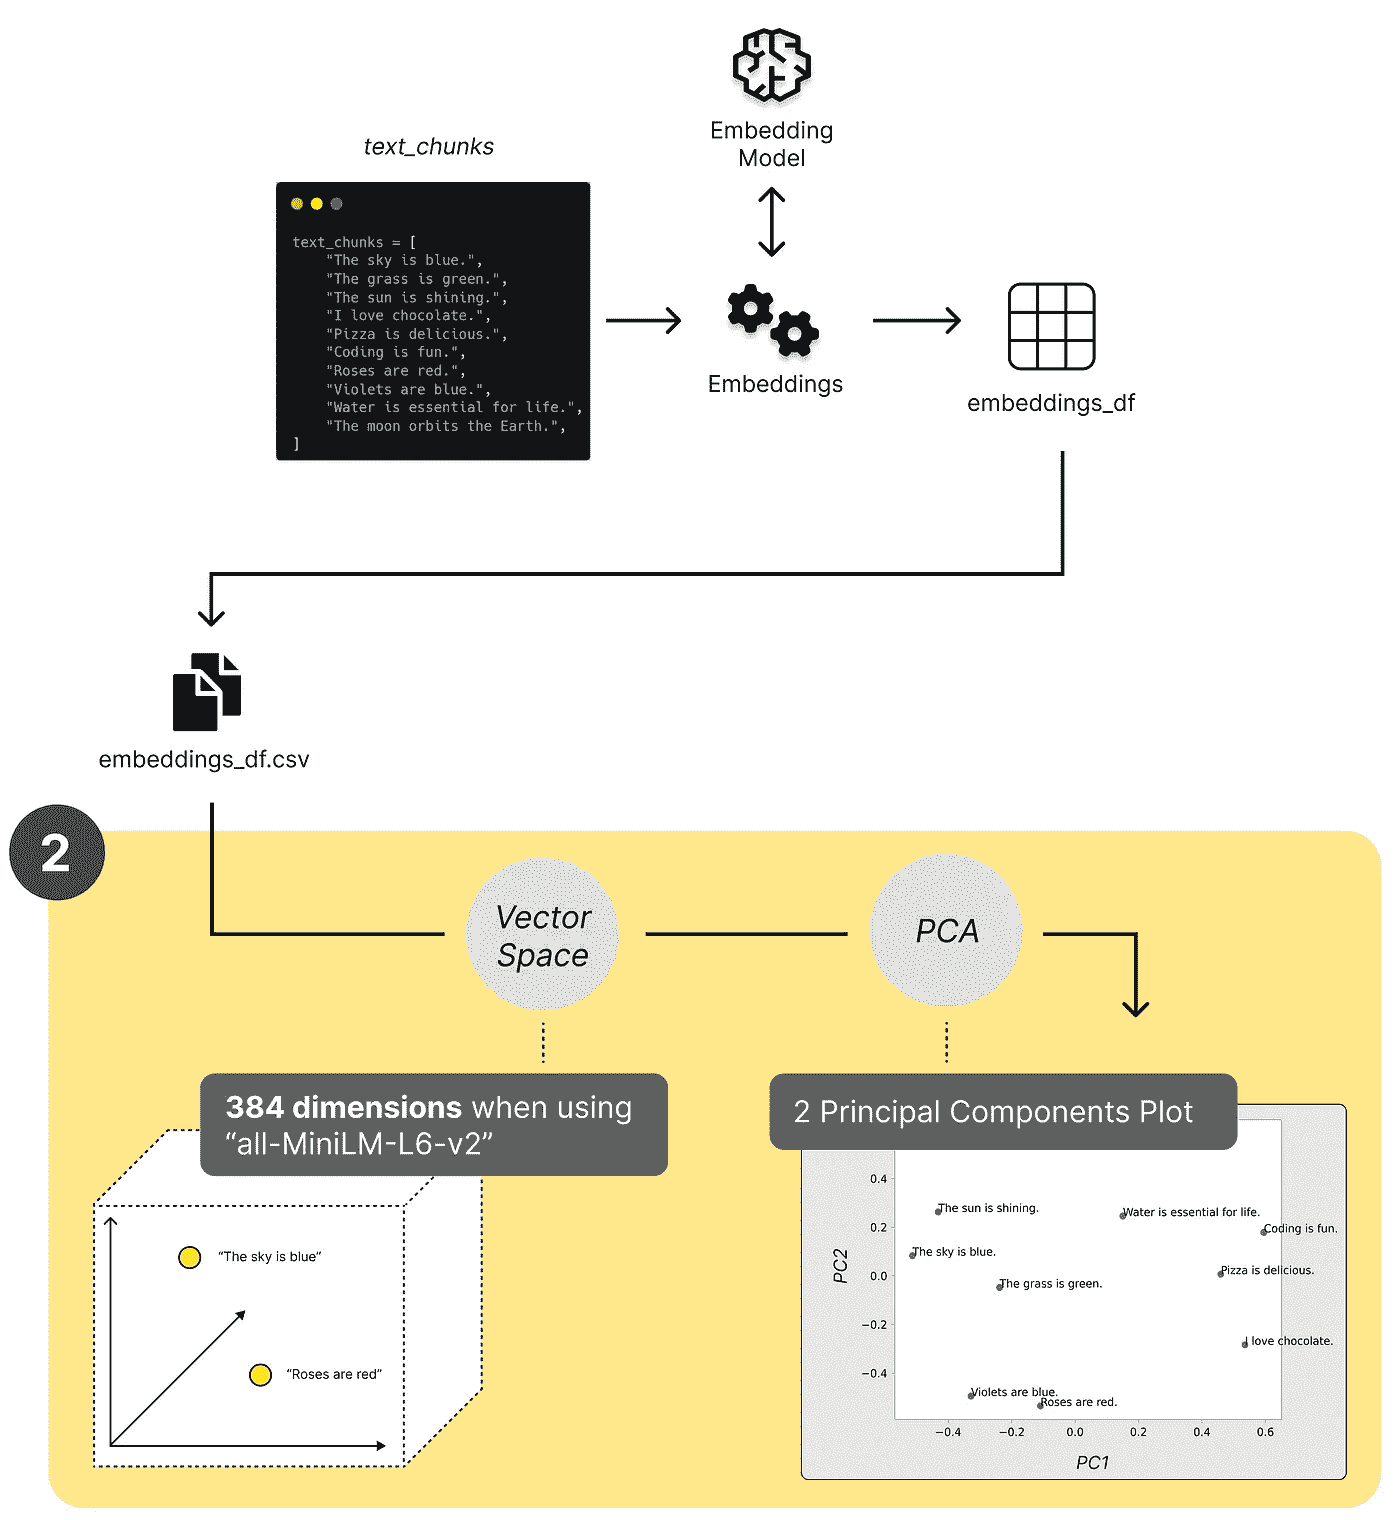 Embedding
Model
text_chunks
text_chunks = [
"The sky is blue.",
"The grass is green.",
"The sun is shining.",
"I love chocolate.",
"Pizza is delicious.",
"Coding is fun.",
"Roses are red.",
"Violets are blue.",
"Water is essential for life.",
"The moon orbits the Earth.",
]
Embeddings
embeddings_df
embeddings_df.csv
2
Vector
Space
PCA
384 dimensions when using
“all-MiniLM-L6-v2”
“The sky is blue”
“Roses are red”
2 Principal Components Plot
0.4
0.2
0.0
−0.2
−0.4
PC2
The sun is shining.
Water is essential for life.
Coding is fun.
The sky is blue.
Pizza is delicious.
The grass is green.
I love chocolate.
Violets are blue.
Roses are red.
−0.4 −0.2 0.0 0.2 0.4 0.6
PC1